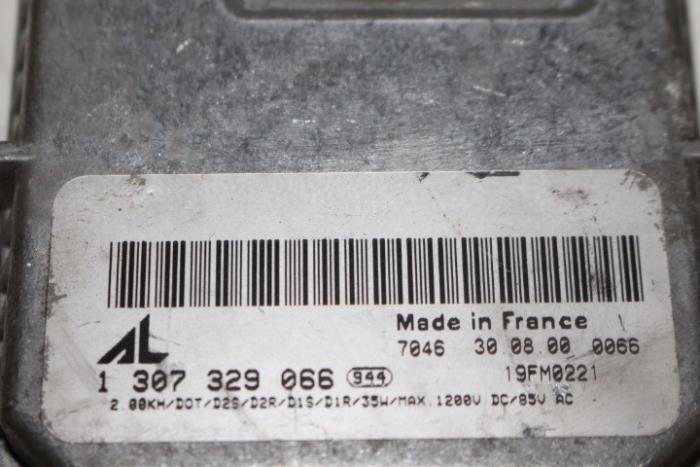 Made in France
AL
7046 30 08 00 0066
1 307 329 066 944
19FM0221
2.00KH/DOT/D2S/D2R/D1S/D1R/35W/MAX.1200V DC/85V AC